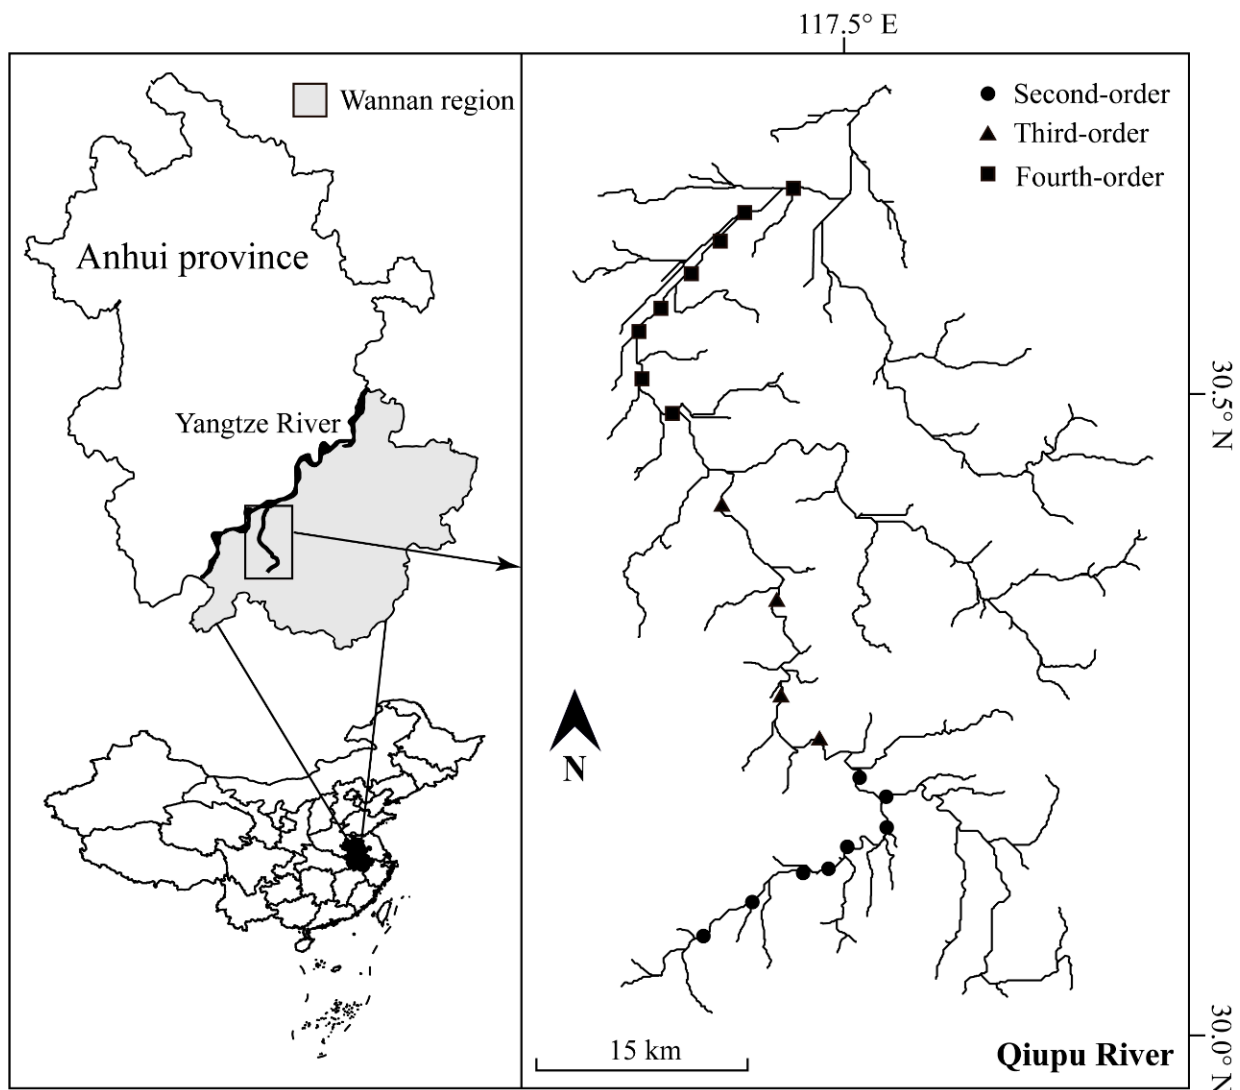 117.5° E
Wannan region
Second-order
Third-order
Fourth-order
Anhui province
30.5° N
Yangtze River
N
15 km
Qiupu River
30.0° N